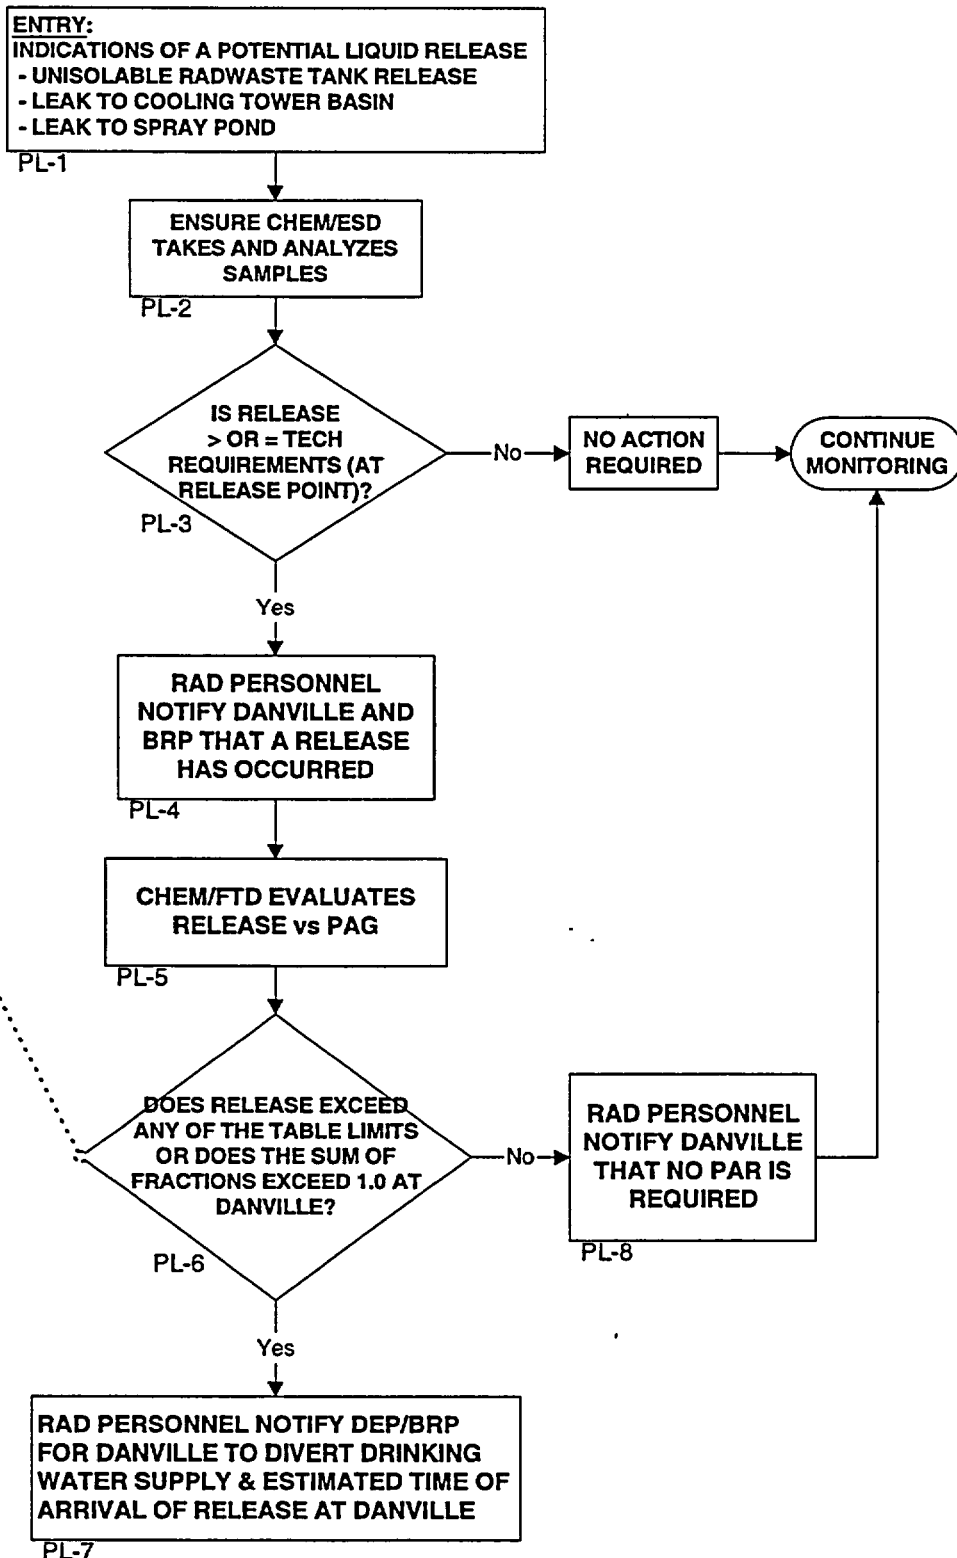 ENTRY:
INDICATIONS OF A POTENTIAL LIQUID RELEASE
- UNISOLABLE RADWASTE TANK RELEASE
- LEAK TO COOLING TOWER BASIN
- LEAK TO SPRAY POND
PL-1
ENSURE CHEM/ESD
TAKES AND ANALYZES
SAMPLES
PL-2
IS RELEASE
> OR = TECH
REQUIREMENTS (AT
RELEASE POINT)?
PL-3
No
NO ACTION
REQUIRED
CONTINUE
MONITORING
Yes
RAD PERSONNEL
NOTIFY DANVILLE AND
BRP THAT A RELEASE
HAS OCCURRED
PL-4
CHEM/FTD EVALUATES
RELEASE vs PAG
PL-5
DOES RELEASE EXCEED
ANY OF THE TABLE LIMITS
OR DOES THE SUM OF
FRACTIONS EXCEED 1.0 AT
DANVILLE?
PL-6
No
RAD PERSONNEL
NOTIFY DANVILLE
THAT NO PAR IS
REQUIRED
PL-8
Yes
RAD PERSONNEL NOTIFY DEP/BRP
FOR DANVILLE TO DIVERT DRINKING
WATER SUPPLY & ESTIMATED TIME OF
ARRIVAL OF RELEASE AT DANVILLE
PL-7